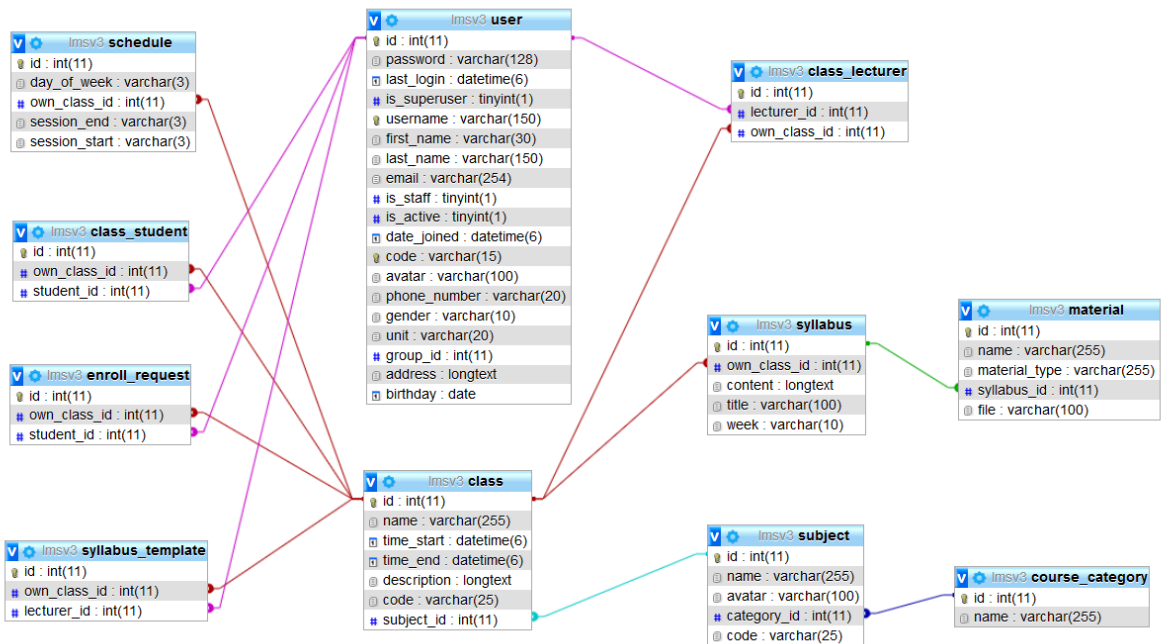 lmsv3 schedule
id : int(11)
day_of_week : varchar(3)
own_class_id : int(11)
session_end : varchar(3)
session_start : varchar(3)
lmsv3 class_student
id : int(11)
own_class_id : int(11)
student_id : int(11)
lmsv3 enroll_request
id : int(11)
own_class_id : int(11)
student_id : int(11)
lmsv3 syllabus_template
id : int(11)
own_class_id : int(11)
lecturer_id : int(11)
lmsv3 user
id : int(11)
password : varchar(128)
last_login : datetime(6)
is_superuser : tinyint(1)
username : varchar(150)
first_name : varchar(30)
last_name : varchar(150)
email : varchar(254)
is_staff : tinyint(1)
is_active : tinyint(1)
date_joined : datetime(6)
code : varchar(15)
avatar : varchar(100)
phone_number : varchar(20)
gender : varchar(10)
unit : varchar(20)
group_id : int(11)
address : longtext
birthday : date
lmsv3 class
id : int(11)
name : varchar(255)
time_start : datetime(6)
time_end : datetime(6)
description : longtext
code : varchar(25)
subject_id : int(11)
lmsv3 class_lecturer
id : int(11)
lecturer_id : int(11)
own_class_id : int(11)
lmsv3 syllabus
id : int(11)
own_class_id : int(11)
content : longtext
title : varchar(100)
week : varchar(10)
lmsv3 subject
id : int(11)
name : varchar(255)
avatar : varchar(100)
category_id : int(11)
code : varchar(25)
lmsv3 material
id : int(11)
name : varchar(255)
material_type : varchar(255)
syllabus_id : int(11)
file : varchar(100)
lmsv3 course_category
id : int(11)
name : varchar(255)